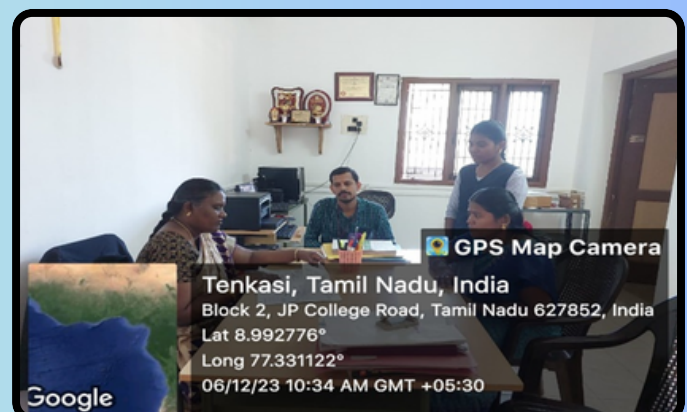 GPS Map Camera
Tenkasi, Tamil Nadu, India
Block 2, JP College Road, Tamil Nadu 627852, India
Lat 8.992776°
Long 77.331122°
06/12/23 10:34 AM GMT +05:30
Google